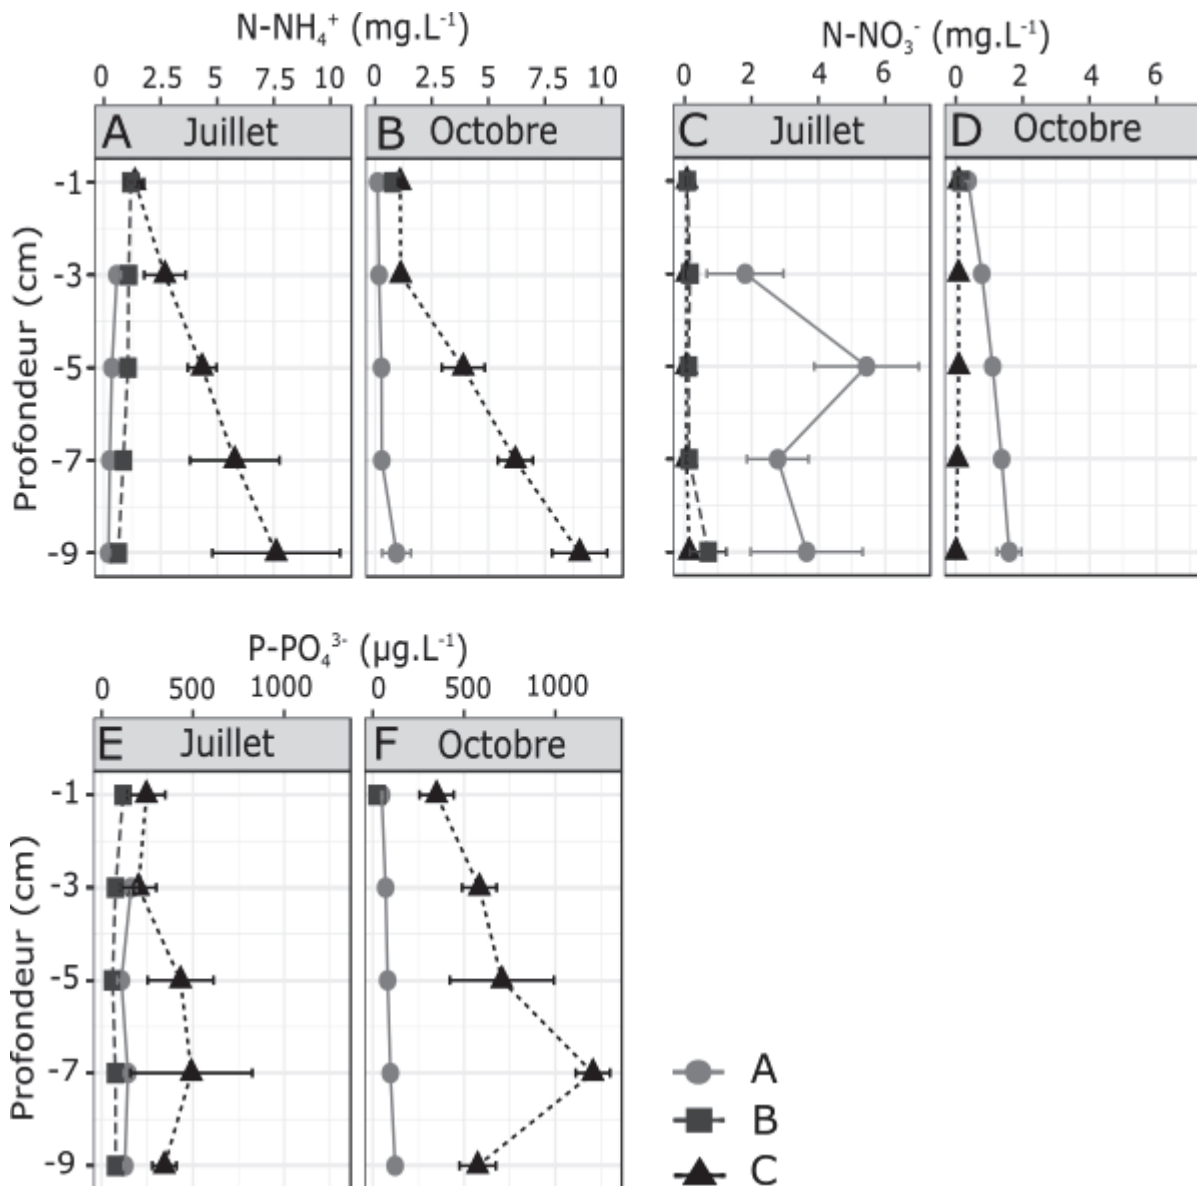 N-NH₄⁺ (mg.L⁻¹)
N-NO₃⁻ (mg.L⁻¹)
0 2.5 5 7.5 10 0 2.5 5 7.5 10
0 2 4 6 0 2 4 6
A Juillet B Octobre
C Juillet D Octobre
Profondeur (cm)
-1
-3
-5
-7
-9
P-PO₄³⁻ (µg.L⁻¹)
0 500 1000 0 500 1000
E Juillet F Octobre
Profondeur (cm)
-1
-3
-5
-7
-9
A
B
C